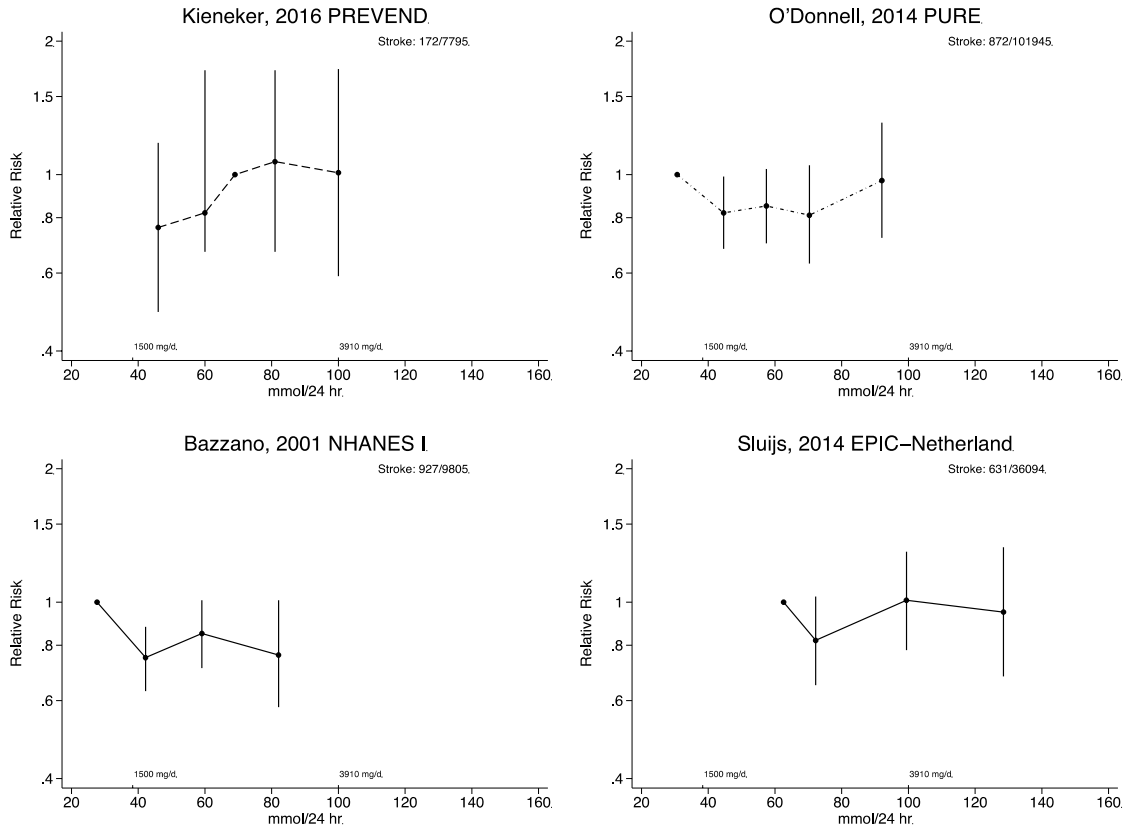 Kieneker, 2016 PREVEND.
Stroke: 172/7795.
Relative Risk
2
1.5
1
.8
.6
.4
1500 mg/d.
3910 mg/d.
20 40 60 80 100 120 140 160.
mmol/24 hr.
O'Donnell, 2014 PURE.
Stroke: 872/101945.
Relative Risk
2
1.5
1
.8
.6
.4
1500 mg/d.
3910 mg/d.
20 40 60 80 100 120 140 160.
mmol/24 hr.
Bazzano, 2001 NHANES I.
Stroke: 927/9805.
Relative Risk
2
1.5
1
.8
.6
.4
1500 mg/d.
3910 mg/d.
20 40 60 80 100 120 140 160.
mmol/24 hr.
Sluijs, 2014 EPIC−Netherland.
Stroke: 631/36094.
Relative Risk
2
1.5
1
.8
.6
.4
1500 mg/d.
3910 mg/d.
20 40 60 80 100 120 140 160.
mmol/24 hr.